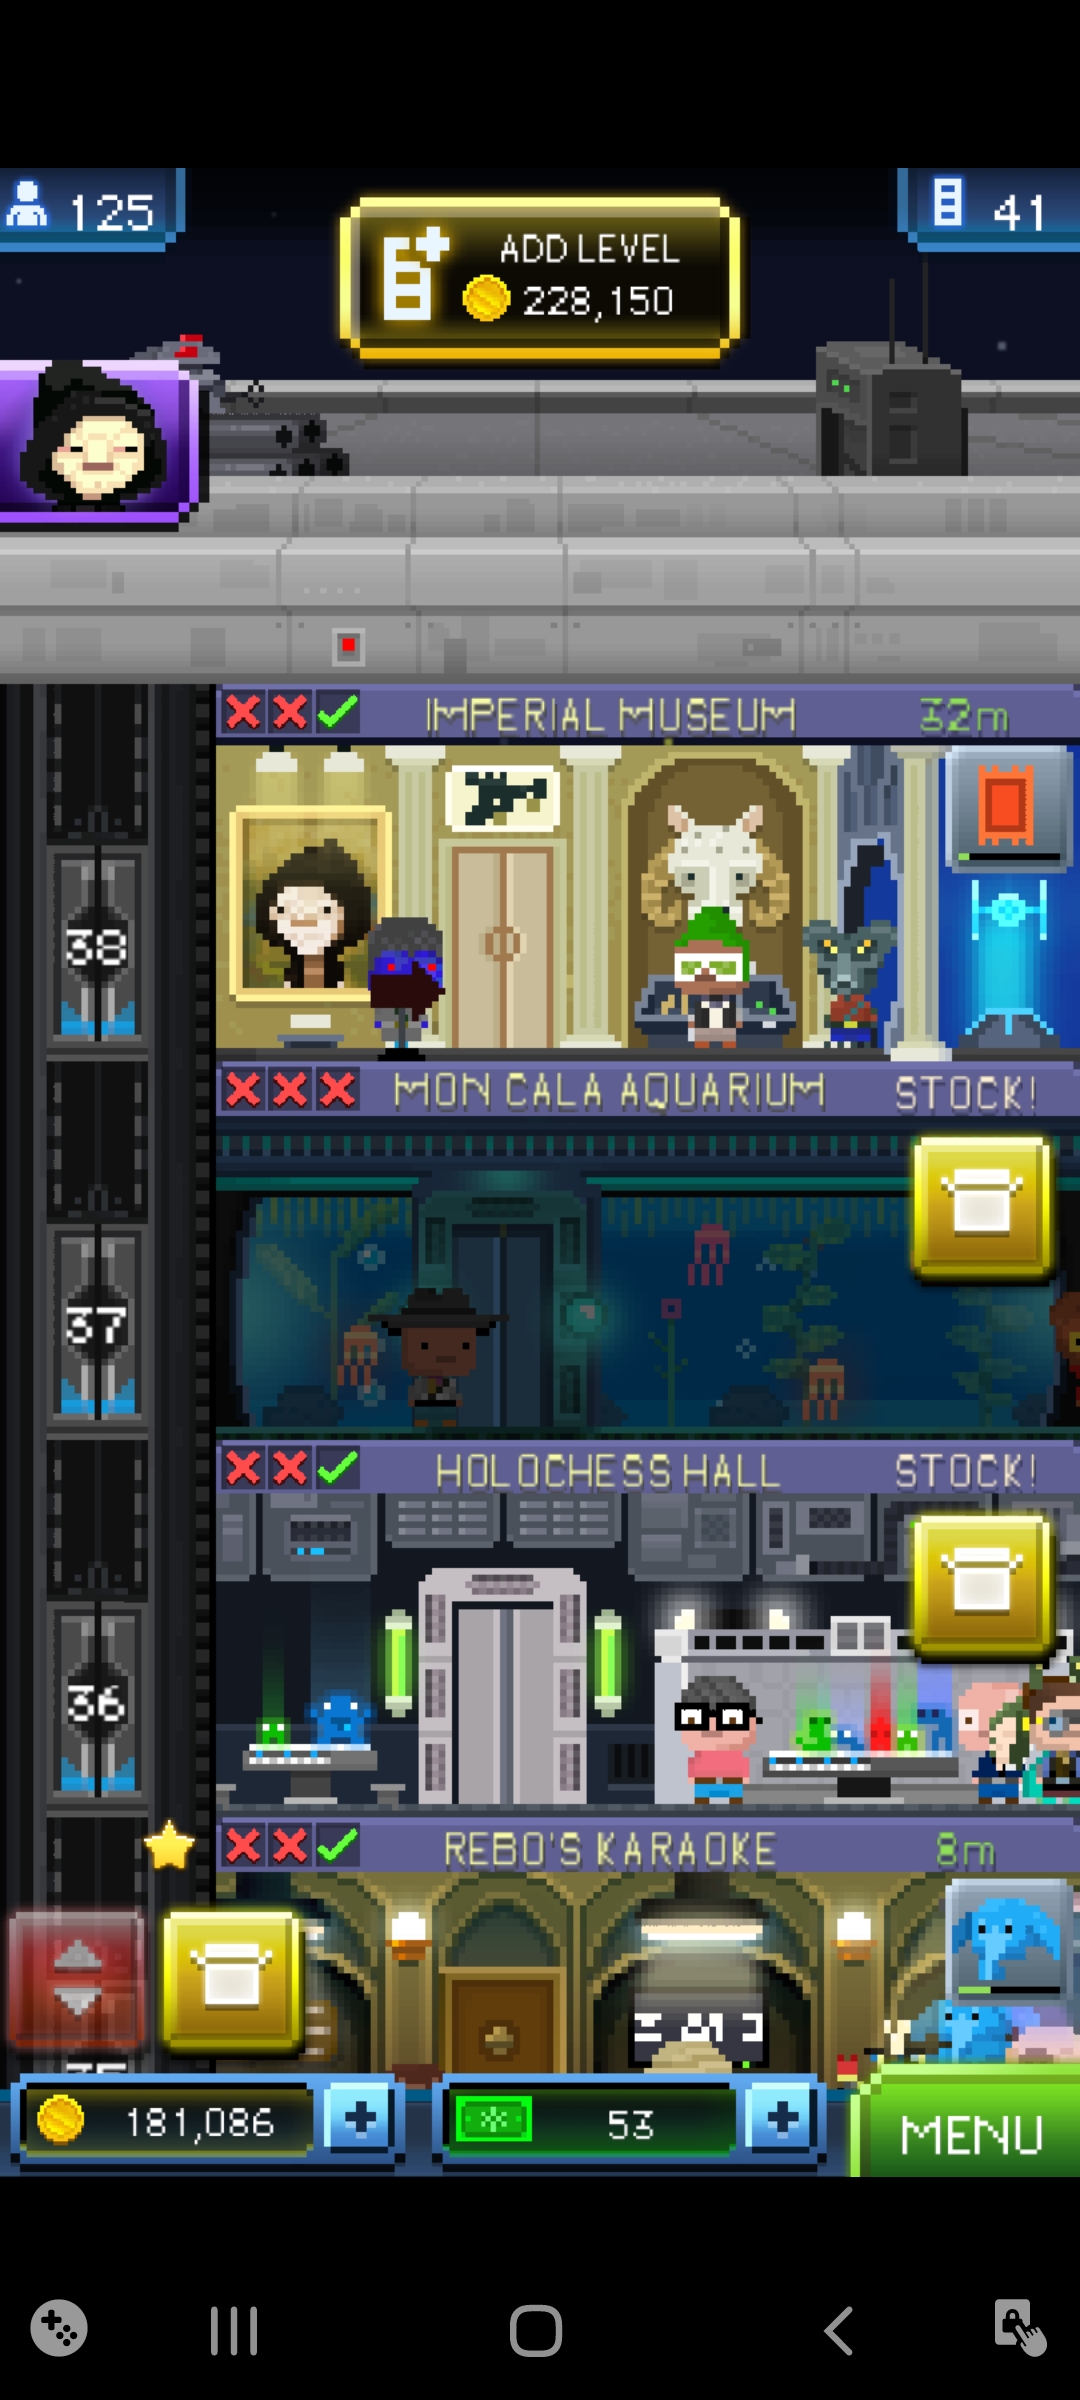 125
ADD LEVEL
228,150
41
IMPERIAL MUSEUM
32m
38
MON CALA AQUARIUM
STOCK!
37
HOLOCHESS HALL
STOCK!
36
REBO'S KARAOKE
8m
181,086
53
MENU